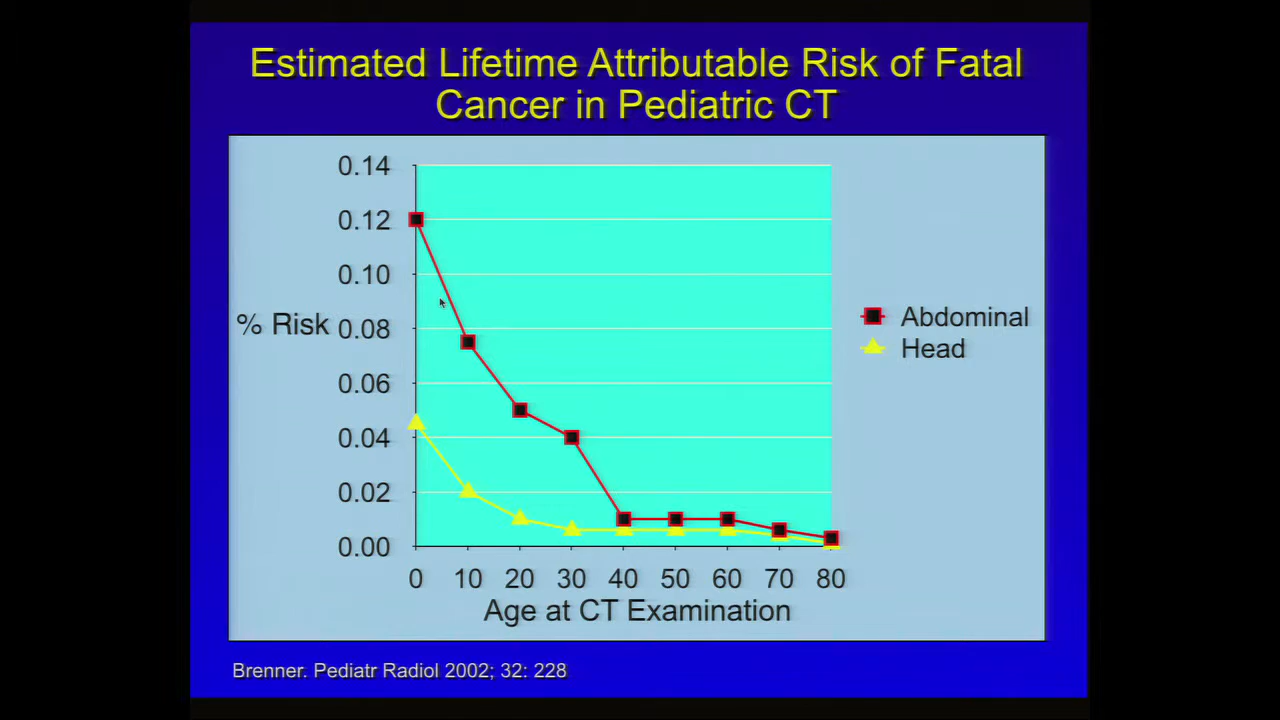 Estimated Lifetime Attributable Risk of Fatal
Cancer in Pediatric CT
0.14
0.12
0.10
% Risk 0.08
0.06
0.04
0.02
0.00
0 10 20 30 40 50 60 70 80
Age at CT Examination
Abdominal
Head
Brenner. Pediatr Radiol 2002; 32: 228